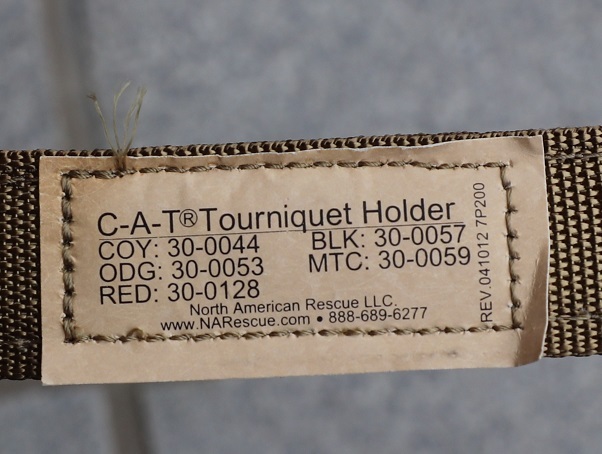 C-A-T® Tourniquet Holder
COY: 30-0044 BLK: 30-0057
ODG: 30-0053 MTC: 30-0059
RED: 30-0128
North American Rescue LLC.
www.NARescue.com • 888-689-6277
REV. 041012 7P200